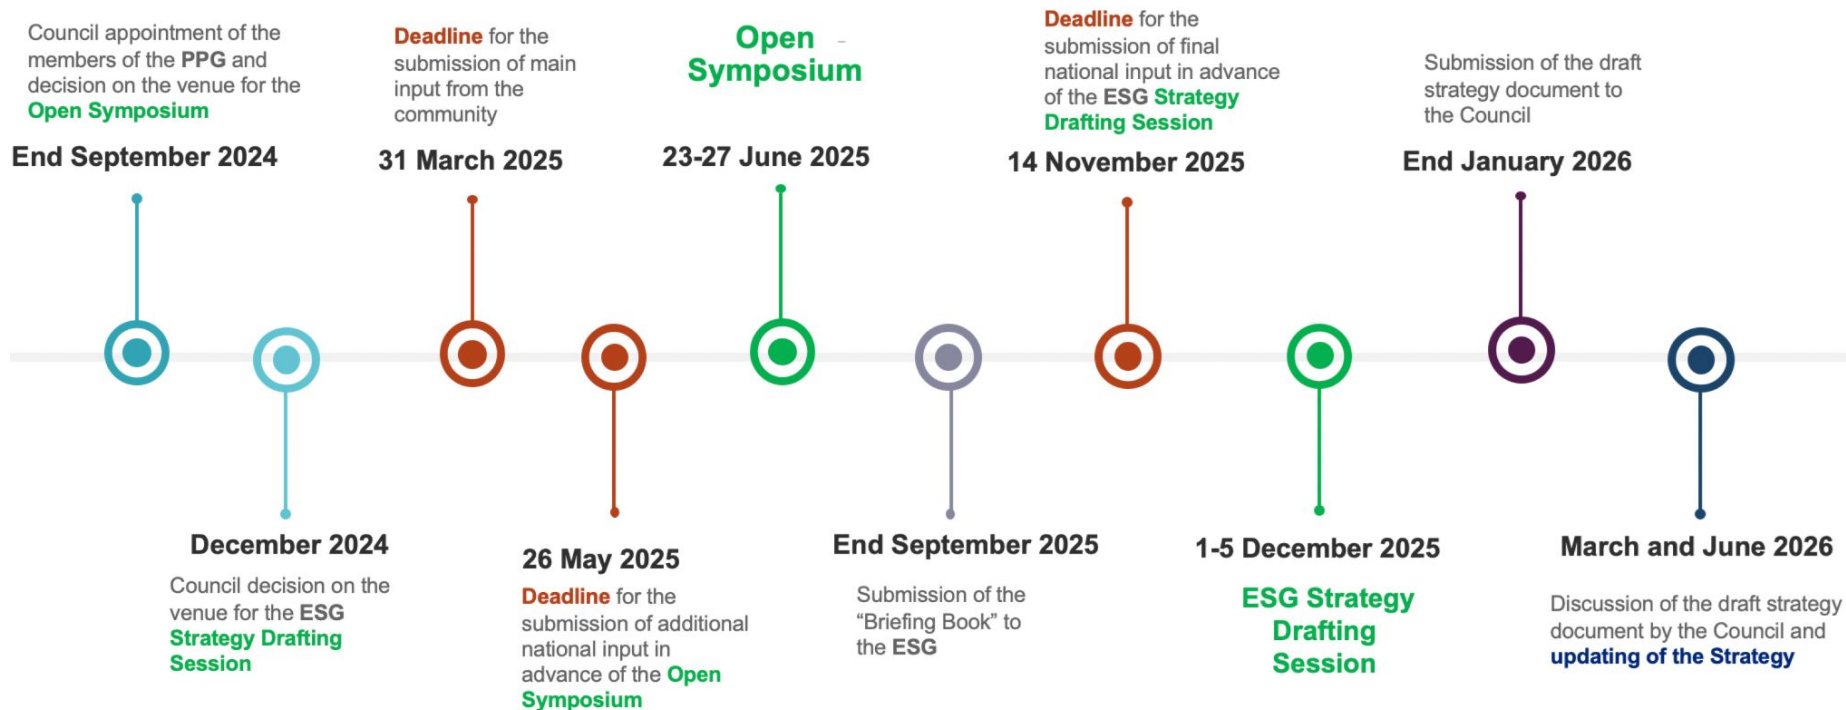 Council appointment of the
members of the PPG and
decision on the venue for the
Open Symposium
End September 2024
December 2024
Council decision on the
venue for the ESG
Strategy Drafting
Session
Deadline for the
submission of main
input from the
community
31 March 2025
26 May 2025
Deadline for the
submission of additional
national input in
advance of the Open
Symposium
Open
Symposium
23-27 June 2025
End September 2025
Submission of the
“Briefing Book” to
the ESG
Deadline for the
submission of final
national input in advance
of the ESG Strategy
Drafting Session
14 November 2025
1-5 December 2025
ESG Strategy
Drafting
Session
Submission of the draft
strategy document to
the Council
End January 2026
March and June 2026
Discussion of the draft strategy
document by the Council and
updating of the Strategy